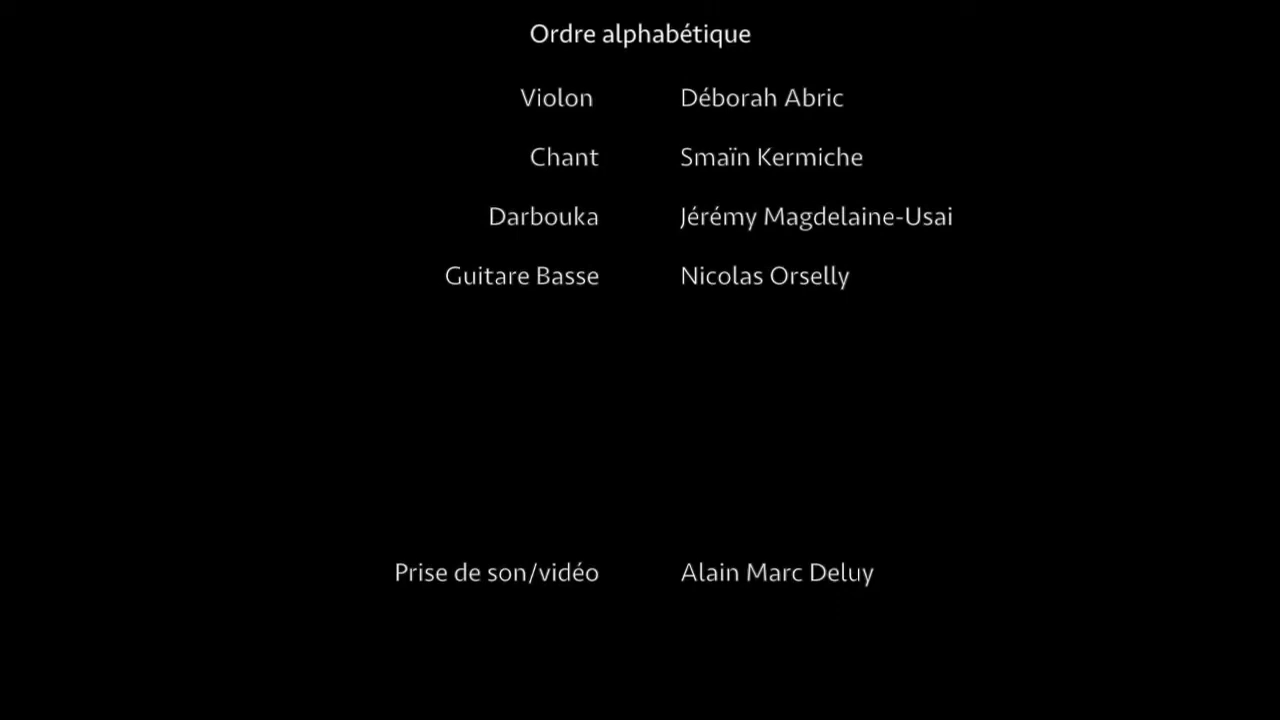 Ordre alphabétique
Violon Déborah Abric
Chant Smaïn Kermiche
Darbouka Jérémy Magdelaine-Usai
Guitare Basse Nicolas Orselly
Prise de son/vidéo Alain Marc Deluy